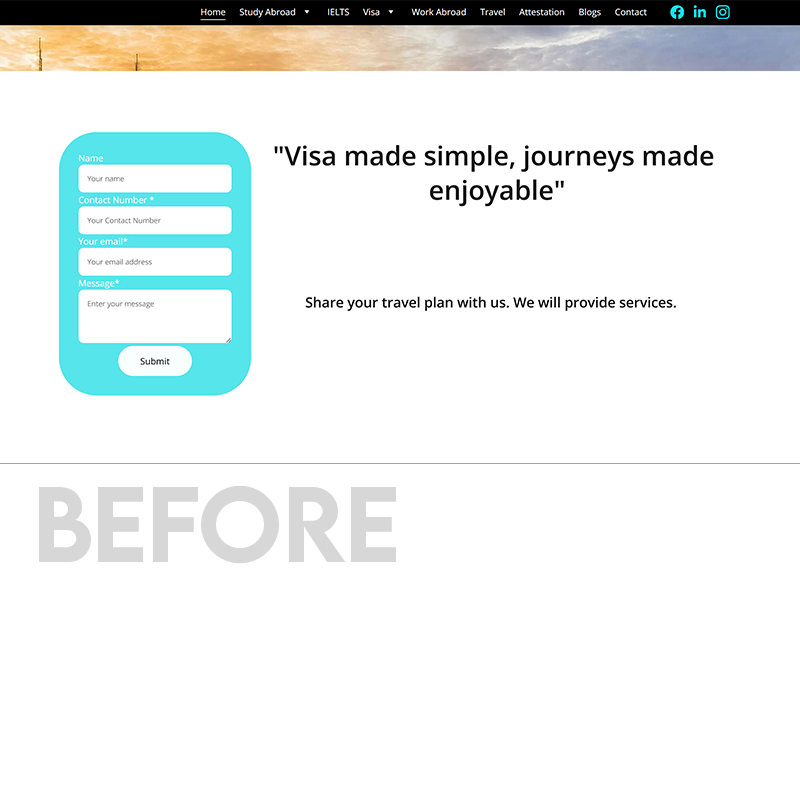 Home Study Abroad IELTS Visa Work Abroad Travel Attestation Blogs Contact
Name
Your name
Contact Number *
Your Contact Number
Your email*
Your email address
Message*
Enter your message
Submit
"Visa made simple, journeys made
enjoyable"
Share your travel plan with us. We will provide services.
BEFORE